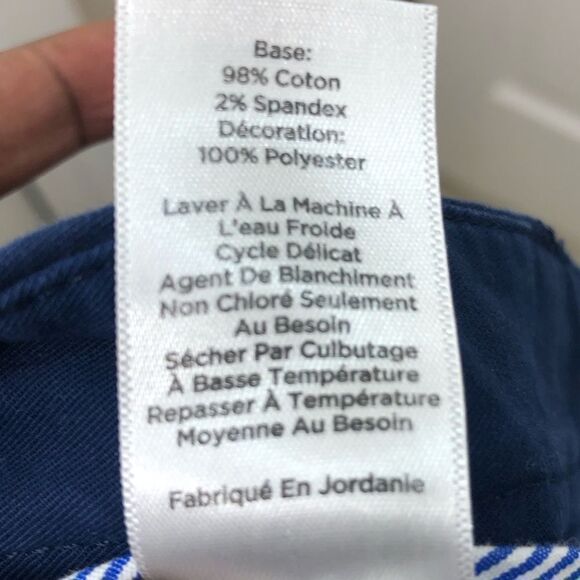 Base:
98% Coton
2% Spandex
Décoration:
100% Polyester
Laver À La Machine À
L'eau Froide
Cycle Délicat
Agent De Blanchiment
Non Chloré Seulement
Au Besoin
Sécher Par Culbutage
À Basse Température
Repasser À Température
Moyenne Au Besoin
Fabriqué En Jordanie